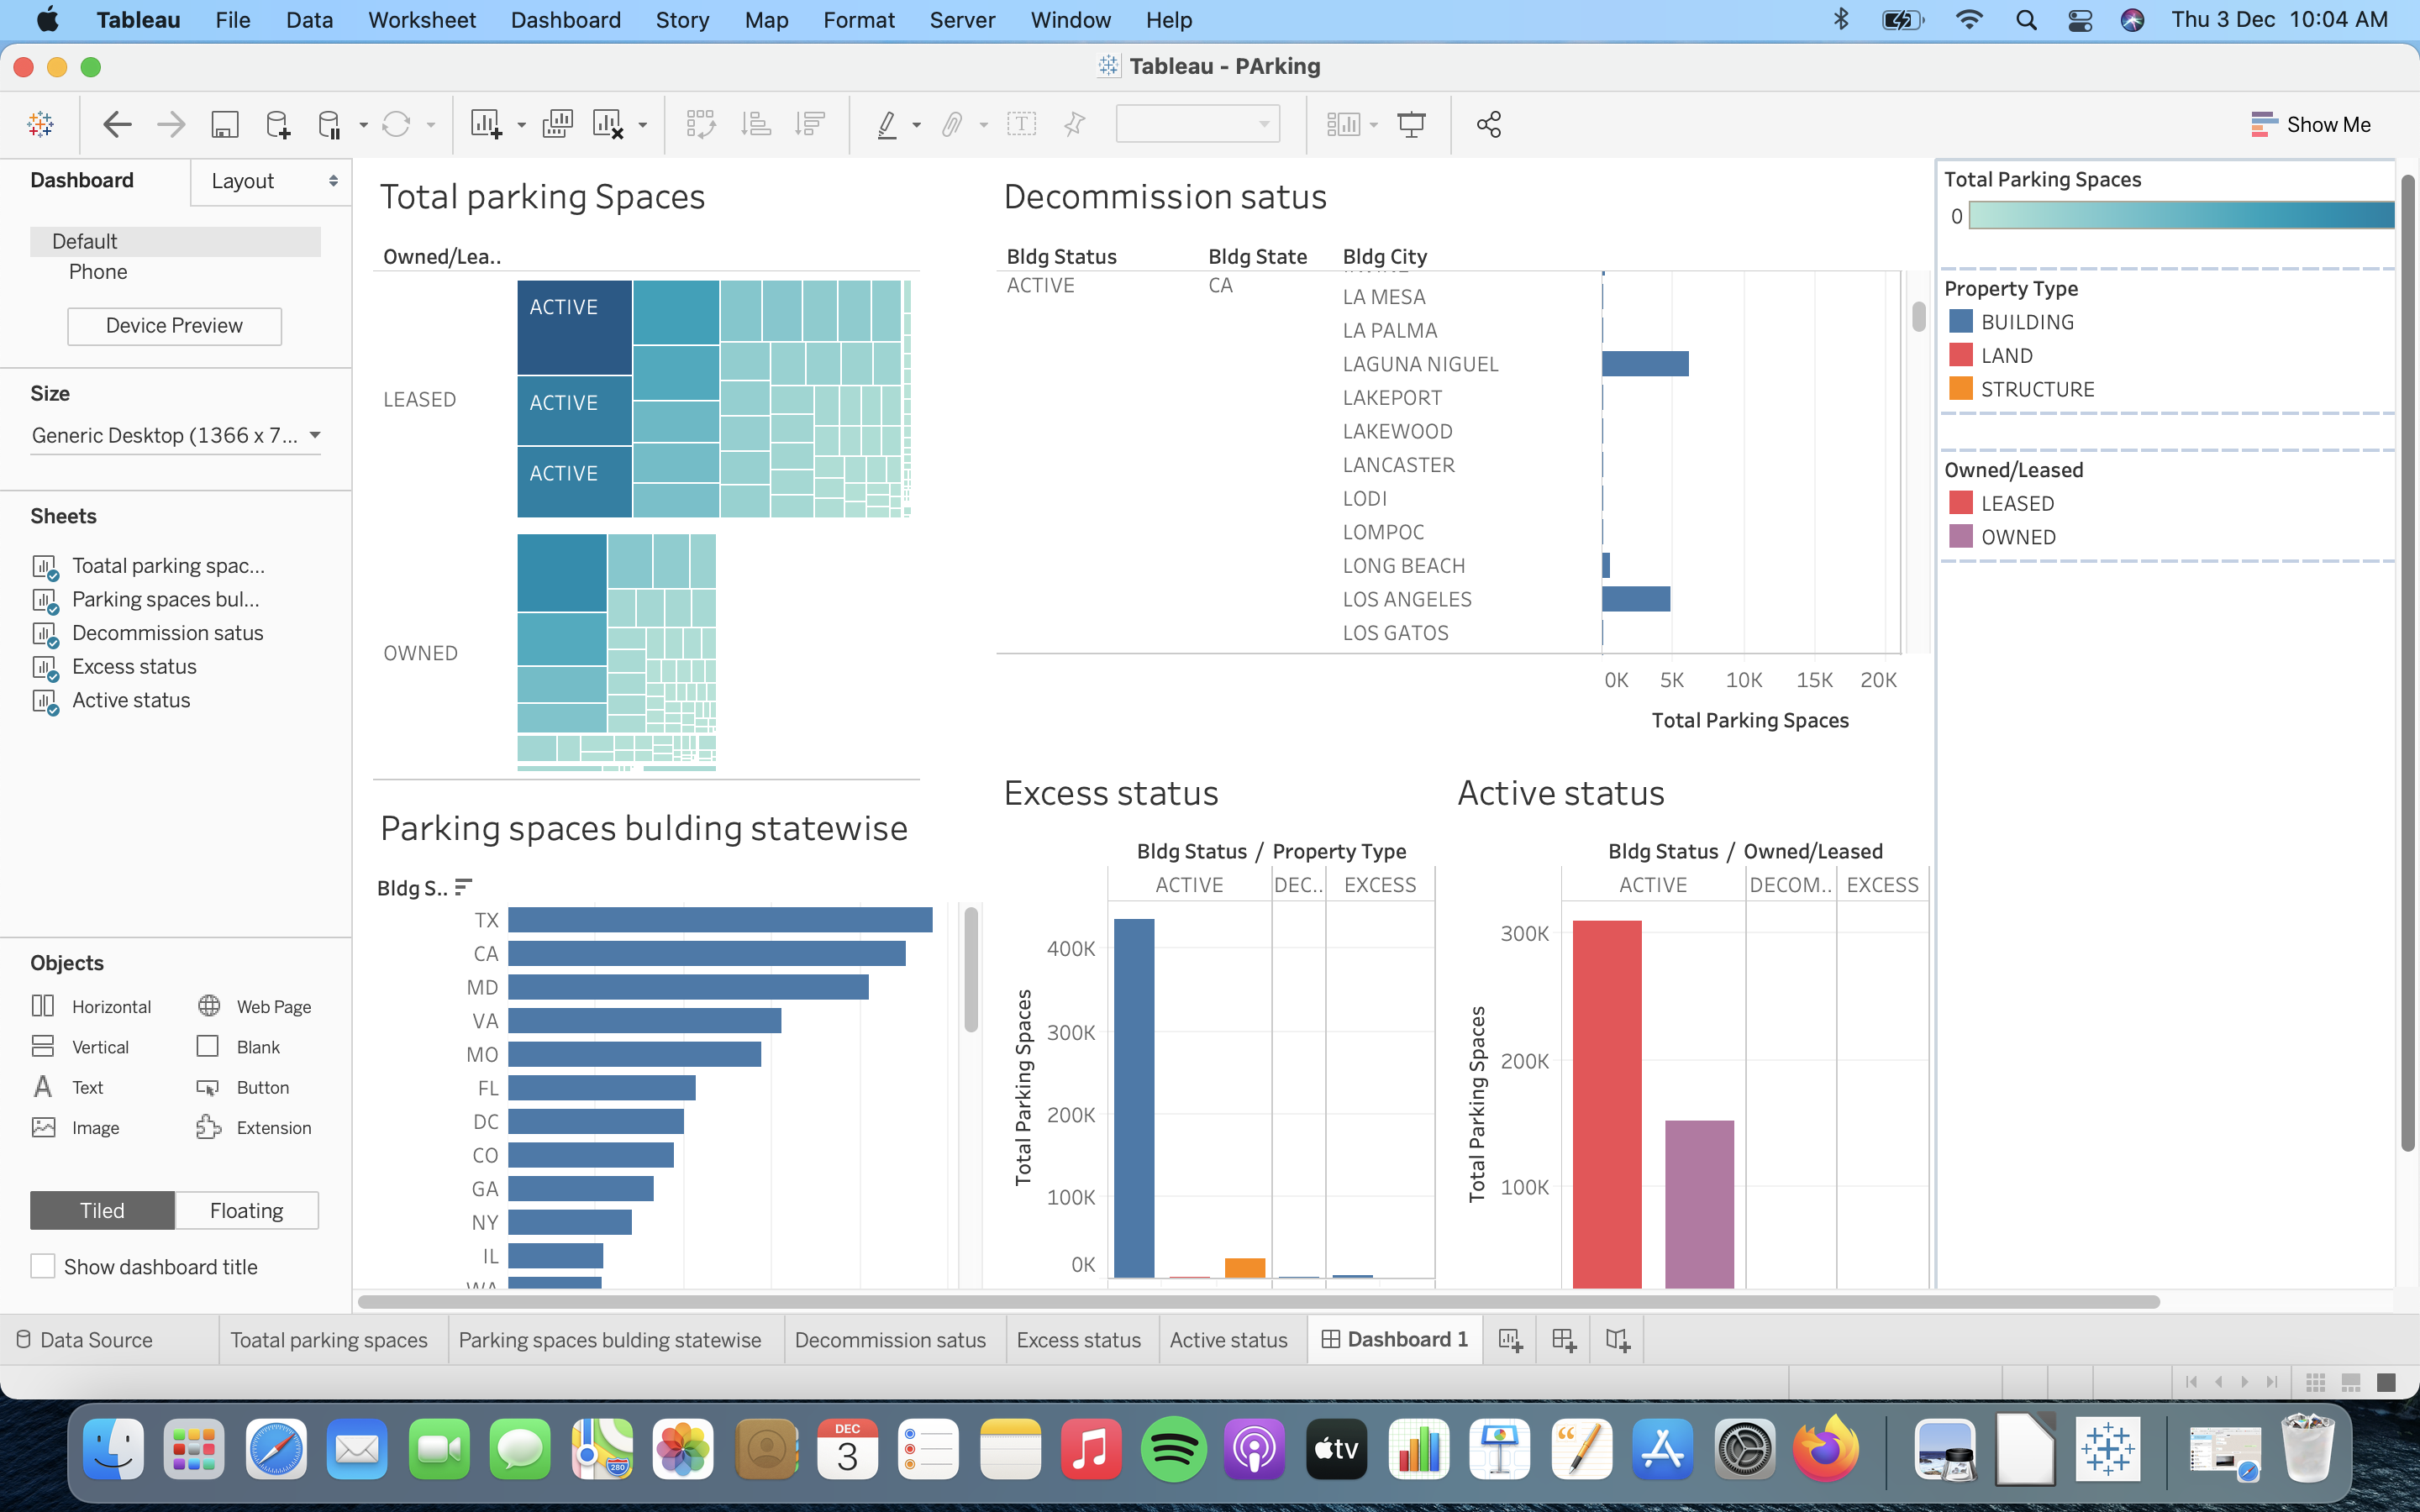 Tableau File Data Worksheet Dashboard Story Map Format Server Window Help Thu 3 Dec 10:04 AM
Tableau - PArking
Show Me
Dashboard Layout
Default
Phone
Device Preview
Size
Generic Desktop (1366 x 7...
Sheets
Toatal parking spac...
Parking spaces bul...
Decommission satus
Excess status
Active status
Objects
Horizontal Web Page
Vertical Blank
Text Button
Image Extension
Tiled Floating
Show dashboard title
Total parking Spaces
Owned/Lea..
LEASED
ACTIVE
ACTIVE
ACTIVE
OWNED
Parking spaces bulding statewise
Bldg S..
TX
CA
MD
VA
MO
FL
DC
CO
GA
NY
IL
WA
Decommission satus
Bldg Status Bldg State Bldg City
ACTIVE CA
LA MESA
LA PALMA
LAGUNA NIGUEL
LAKEPORT
LAKEWOOD
LANCASTER
LODI
LOMPOC
LONG BEACH
LOS ANGELES
LOS GATOS
0K 5K 10K 15K 20K
Total Parking Spaces
Excess status
Bldg Status / Property Type
ACTIVE DEC.. EXCESS
400K
300K
200K
100K
0K
Total Parking Spaces
Active status
Bldg Status / Owned/Leased
ACTIVE DECOM.. EXCESS
300K
200K
100K
Total Parking Spaces
Total Parking Spaces
0
Property Type
BUILDING
LAND
STRUCTURE
Owned/Leased
LEASED
OWNED
Data Source Toatal parking spaces Parking spaces bulding statewise Decommission satus Excess status Active status Dashboard 1
DEC
3
280
tv